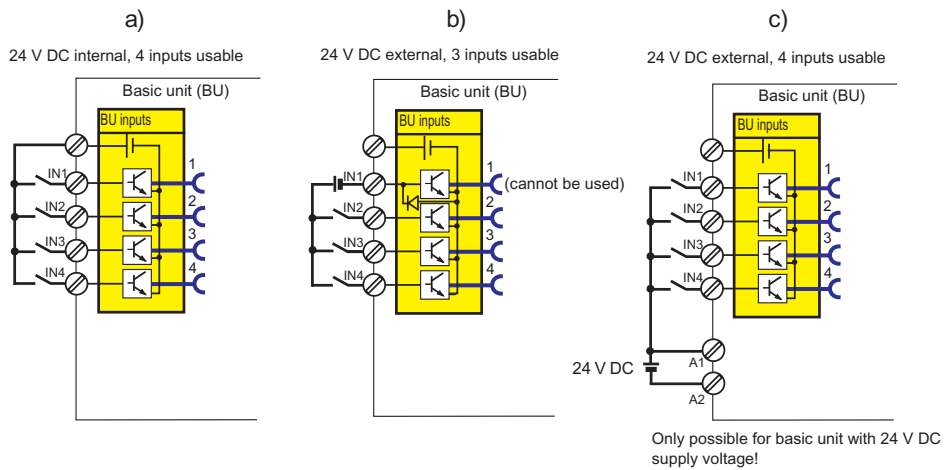 a)
24 V DC internal, 4 inputs usable
Basic unit (BU)
BU inputs
IN1
IN2
IN3
IN4
1
2
3
4
b)
24 V DC external, 3 inputs usable
Basic unit (BU)
BU inputs
IN1
IN2
IN3
IN4
1
(cannot be used)
2
3
4
c)
24 V DC external, 4 inputs usable
Basic unit (BU)
BU inputs
IN1
IN2
IN3
IN4
1
2
3
4
A1
24 V DC
A2
Only possible for basic unit with 24 V DC
supply voltage!